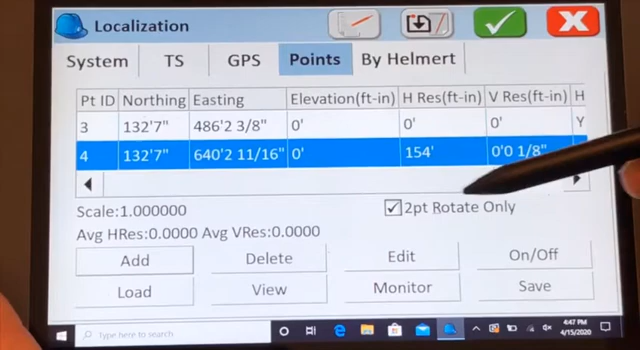 Localization
System TS GPS Points By Helmert
Pt ID Northing Easting Elevation(ft-in) H Res(ft-in) V Res(ft-in) H
3 132'7" 486'2 3/8" 0' 0' 0' Y
4 132'7" 640'2 11/16" 0' 154' 0'0 1/8"
Scale:1.000000 2pt Rotate Only
Avg HRes:0.0000 Avg VRes:0.0000
Add Delete Edit On/Off
Load View Monitor Save
Type here to search
4:47 PM
4/15/2020